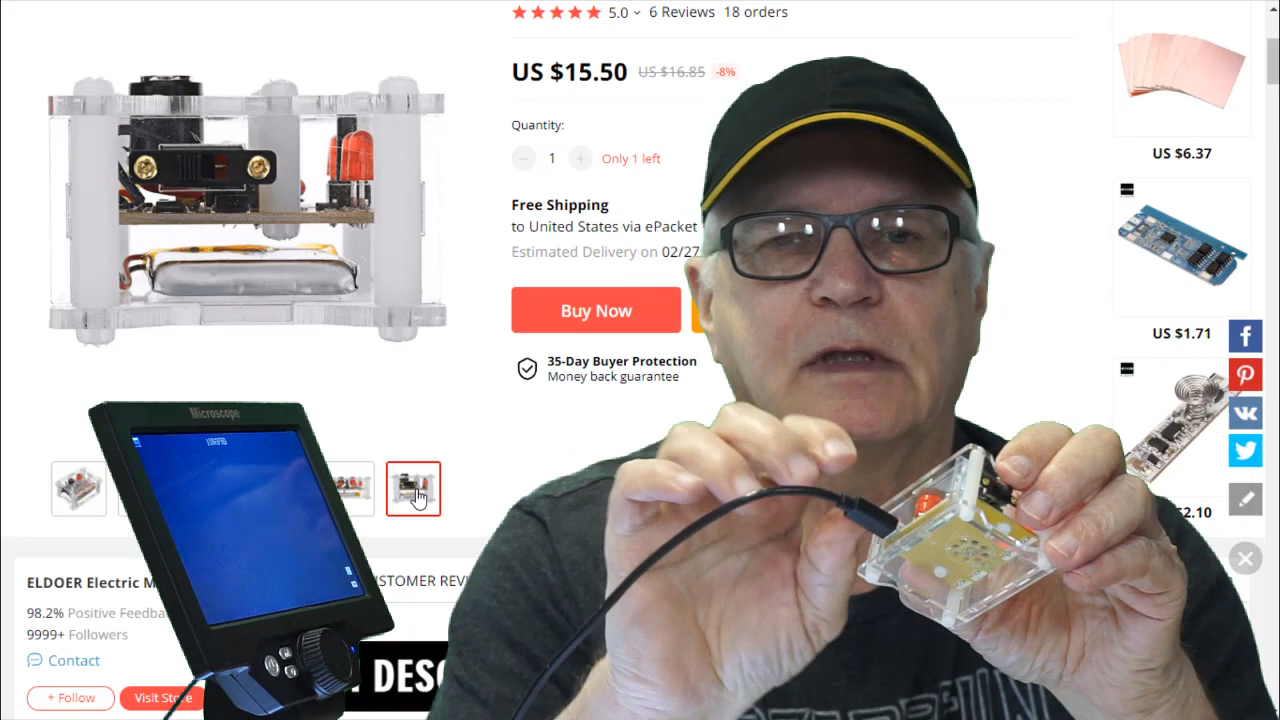 5.0 6 Reviews 18 orders
US $15.50 US $16.85 -8%
Quantity:
1 Only 1 left
Free Shipping
to United States via ePacket
Estimated Delivery on 02/27
Buy Now
35-Day Buyer Protection
Money back guarantee
US $6.37
US $1.71
$2.10
Microscope
ELDOER Electric M
98.2% Positive Feedba
9999+ Followers
Contact
+ Follow Visit Store
STOMER REVI
DESC